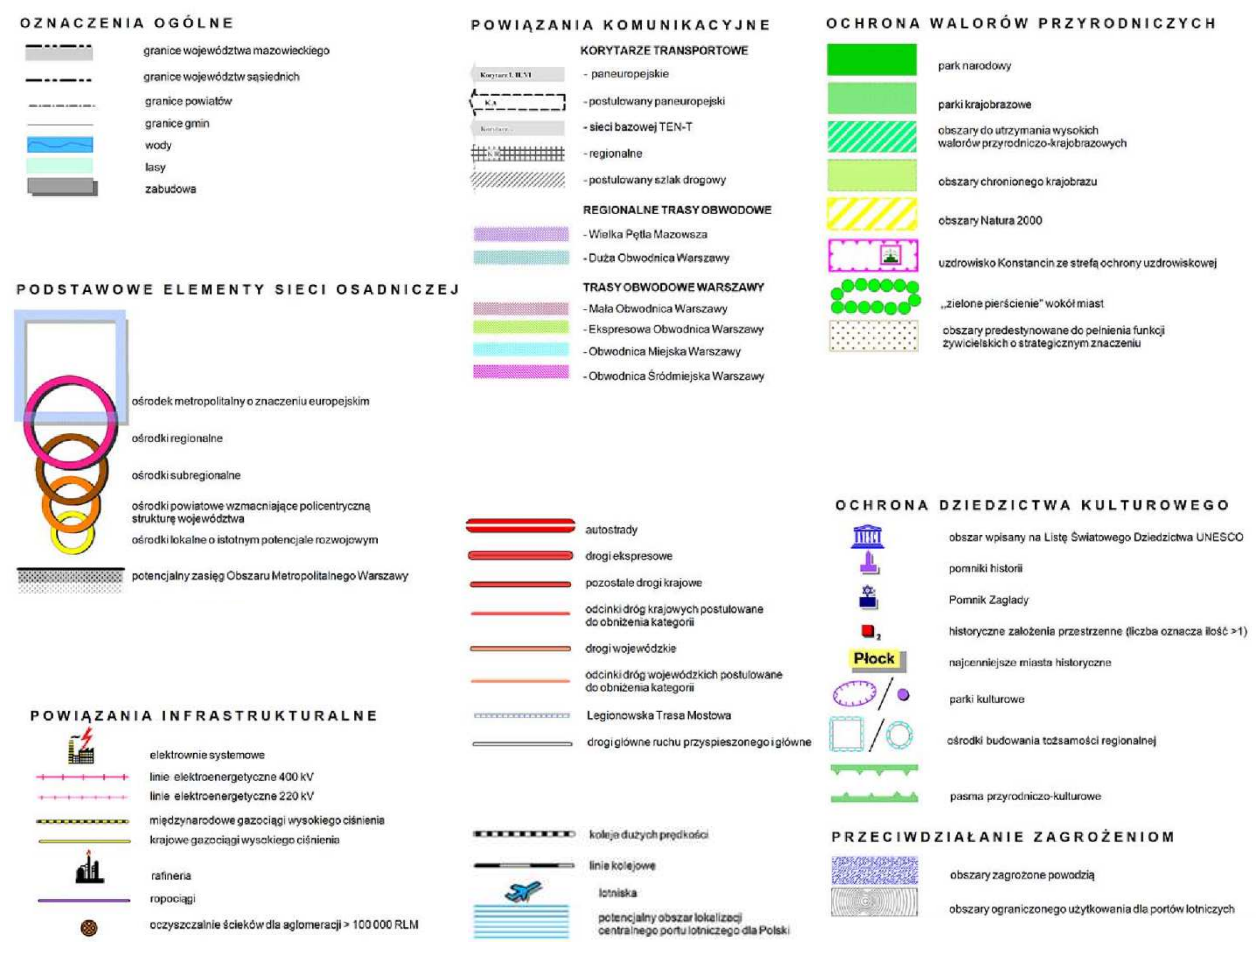 OZNACZENIA OGÓLNE
granice województwa mazowieckiego
granice województw sąsiednich
granice powiatów
granice gmin
wody
lasy
zabudowa
PODSTAWOWE ELEMENTY SIECI OSADNICZEJ
ośrodek metropolitalny o znaczeniu europejskim
ośrodki regionalne
ośrodki subregionalne
ośrodki powiatowe wzmacniające policentryczną
strukturę województwa
ośrodki lokalne o istotnym potencjale rozwojowym
potencjalny zasięg Obszaru Metropolitalnego Warszawy
POWIĄZANIA INFRASTRUKTURALNE
elektrownie systemowe
linie elektroenergetyczne 400 kV
linie elektroenergetyczne 220 kV
międzynarodowe gazociągi wysokiego ciśnienia
krajowe gazociągi wysokiego ciśnienia
rafineria
ropociągi
oczyszczalnie ścieków dla aglomeracji > 100 000 RLM
POWIĄZANIA KOMUNIKACYJNE
KORYTARZE TRANSPORTOWE
Korytarz I, II, VI - paneuropejskie
- postulowany paneuropejski
- sieci bazowej TEN-T
- regionalne
- postulowany szlak drogowy
REGIONALNE TRASY OBWODOWE
- Wielka Pętla Mazowsza
- Duża Obwodnica Warszawy
TRASY OBWODOWE WARSZAWY
- Mała Obwodnica Warszawy
- Ekspresowa Obwodnica Warszawy
- Obwodnica Miejska Warszawy
- Obwodnica Śródmiejska Warszawy
autostrady
drogi ekspresowe
pozostałe drogi krajowe
odcinki dróg krajowych postulowane
do obniżenia kategorii
drogi wojewódzkie
odcinki dróg wojewódzkich postulowane
do obniżenia kategorii
Legionowska Trasa Mostowa
drogi główne ruchu przyspieszonego i główne
koleje dużych prędkości
linie kolejowe
lotniska
potencjalny obszar lokalizacji
centralnego portu lotniczego dla Polski
OCHRONA WALORÓW PRZYRODNICZYCH
park narodowy
parki krajobrazowe
obszary do utrzymania wysokich
walorów przyrodniczo-krajobrazowych
obszary chronionego krajobrazu
obszary Natura 2000
uzdrowisko Konstancin ze strefą ochrony uzdrowiskowej
„zielone pierścienie" wokół miast
obszary predestynowane do pełnienia funkcji
żywicielskich o strategicznym znaczeniu
OCHRONA DZIEDZICTWA KULTUROWEGO
obszar wpisany na Listę Światowego Dziedzictwa UNESCO
pomniki historii
Pomnik Zagłady
2 historyczne założenia przestrzenne (liczba oznacza ilość >1)
Płock najcenniejsze miasta historyczne
parki kulturowe
ośrodki budowania tożsamości regionalnej
pasma przyrodniczo-kulturowe
PRZECIWDZIAŁANIE ZAGROŻENIOM
obszary zagrożone powodzią
obszary ograniczonego użytkowania dla portów lotniczych